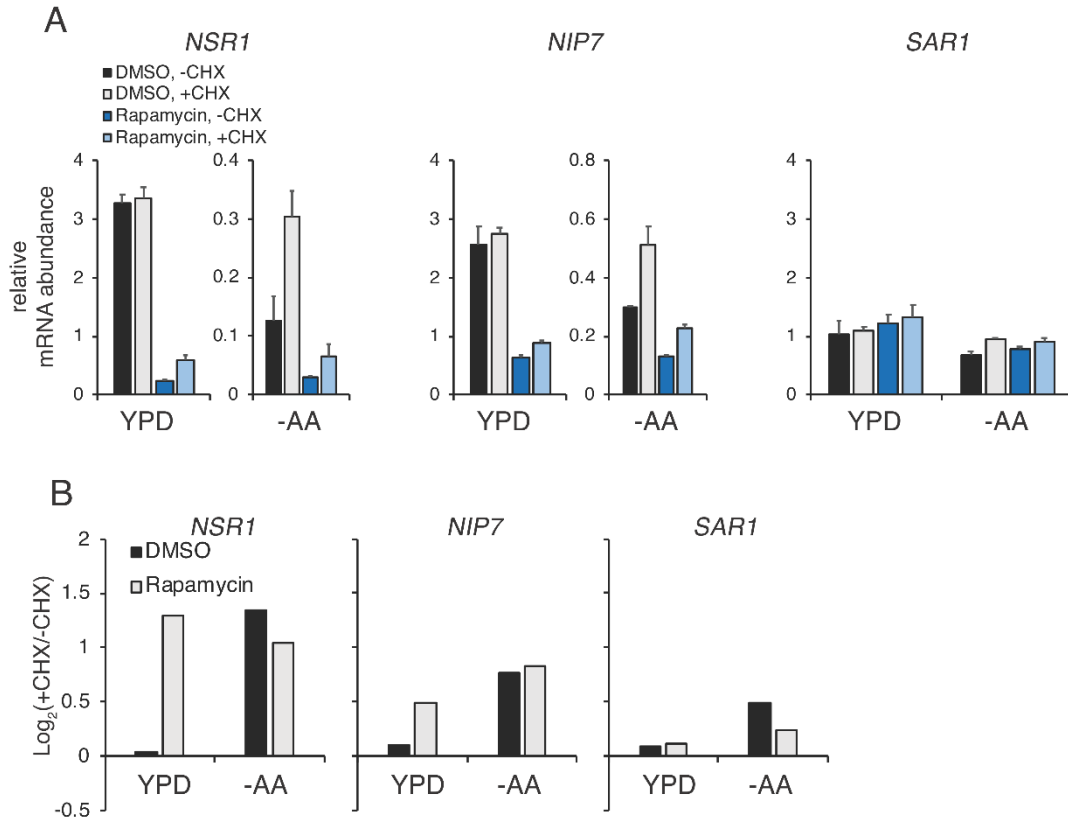 A
NSR1 NIP7 SAR1
DMSO, -CHX
DMSO, +CHX
Rapamycin, -CHX
Rapamycin, +CHX
relative
mRNA abundance
4 0.4 4 0.8 4
3 0.3 3 0.6 3
2 0.2 2 0.4 2
1 0.1 1 0.2 1
0 0 0 0 0
YPD -AA YPD -AA YPD -AA
B
NSR1 NIP7 SAR1
DMSO
Rapamycin
Log2(+CHX/-CHX)
2
1.5
1
0.5
0
-0.5
YPD -AA YPD -AA YPD -AA